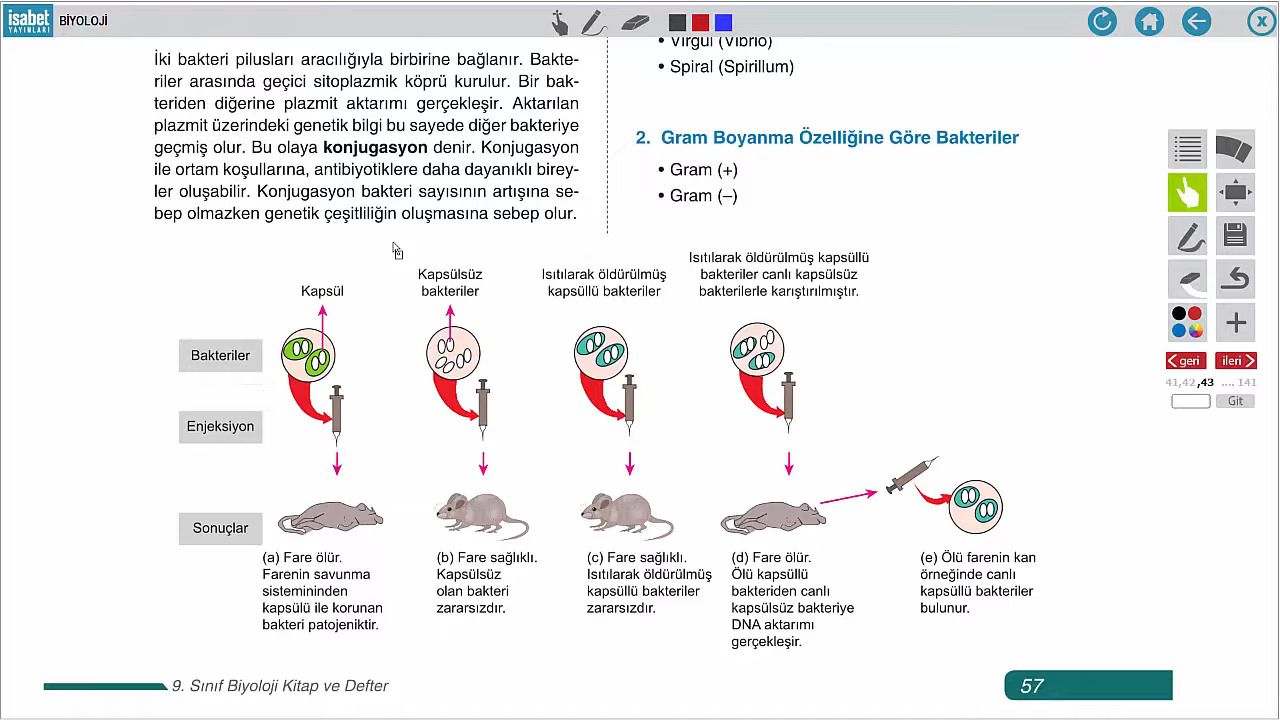 isabet
YAYINLARI
BİYOLOJİ
İki bakteri pilusları aracılığıyla birbirine bağlanır. Bakte-
riler arasında geçici sitoplazmik köprü kurulur. Bir bak-
teriden diğerine plazmit aktarımı gerçekleşir. Aktarılan
plazmit üzerindeki genetik bilgi bu sayede diğer bakteriye
geçmiş olur. Bu olaya konjugasyon denir. Konjugasyon
ile ortam koşullarına, antibiyotiklere daha dayanıklı birey-
ler oluşabilir. Konjugasyon bakteri sayısının artışına se-
bep olmazken genetik çeşitliliğin oluşmasına sebep olur.
• Virgül (Vibrio)
• Spiral (Spirillum)
2. Gram Boyanma Özelliğine Göre Bakteriler
• Gram (+)
• Gram (–)
Kapsül
Kapsülsüz
bakteriler
Isıtılarak öldürülmüş
kapsüllü bakteriler
Isıtılarak öldürülmüş kapsüllü
bakteriler canlı kapsülsüz
bakterilerle karıştırılmıştır.
Bakteriler
Enjeksiyon
Sonuçlar
(a) Fare ölür.
Farenin savunma
sistemininden
kapsülü ile korunan
bakteri patojeniktir.
(b) Fare sağlıklı.
Kapsülsüz
olan bakteri
zararsızdır.
(c) Fare sağlıklı.
Isıtılarak öldürülmüş
kapsüllü bakteriler
zararsızdır.
(d) Fare ölür.
Ölü kapsüllü
bakteriden canlı
kapsülsüz bakteriye
DNA aktarımı
gerçekleşir.
(e) Ölü farenin kan
örneğinde canlı
kapsüllü bakteriler
bulunur.
geri
ileri
41,42,43 .... 141
Git
9. Sınıf Biyoloji Kitap ve Defter
57